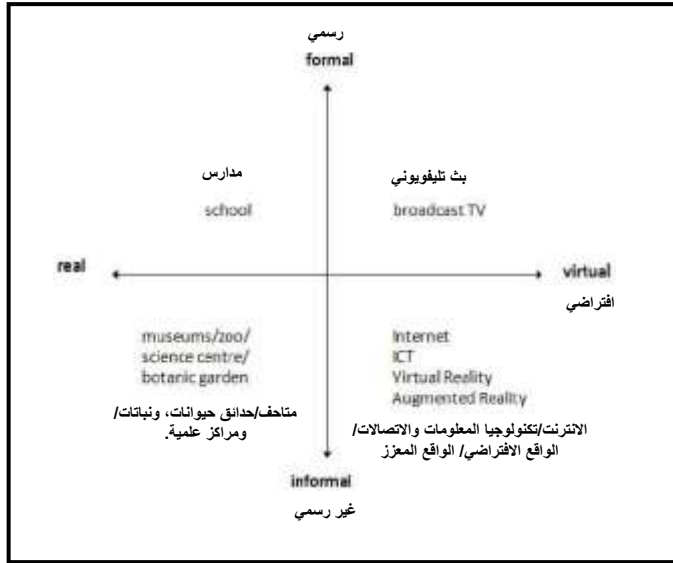 رسمي
formal
مدارس
بث تليفويوني
school
broadcast TV
real
virtual
افتراضي
museums/zoo/
science centre/
botanic garden
Internet
ICT
Virtual Reality
Augmented Reality
متاحف/حدائق حيوانات، ونباتات/
ومراكز علمية.
الانترنت/تكنولوجيا المعلومات والاتصالات/
الواقع الافتراضي/ الواقع المعزز
informal
غير رسمي